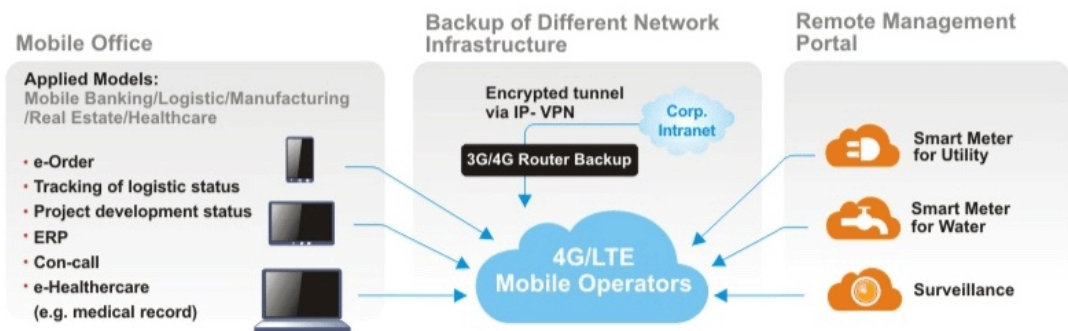 Mobile Office
Applied Models:
Mobile Banking/Logistic/Manufacturing
/Real Estate/Healthcare
• e-Order
• Tracking of logistic status
• Project development status
• ERP
• Con-call
• e-Healthercare
(e.g. medical record)
Backup of Different Network
Infrastructure
Encrypted tunnel
via IP- VPN
Corp.
Intranet
3G/4G Router Backup
4G/LTE
Mobile Operators
Remote Management
Portal
Smart Meter
for Utility
Smart Meter
for Water
Surveillance